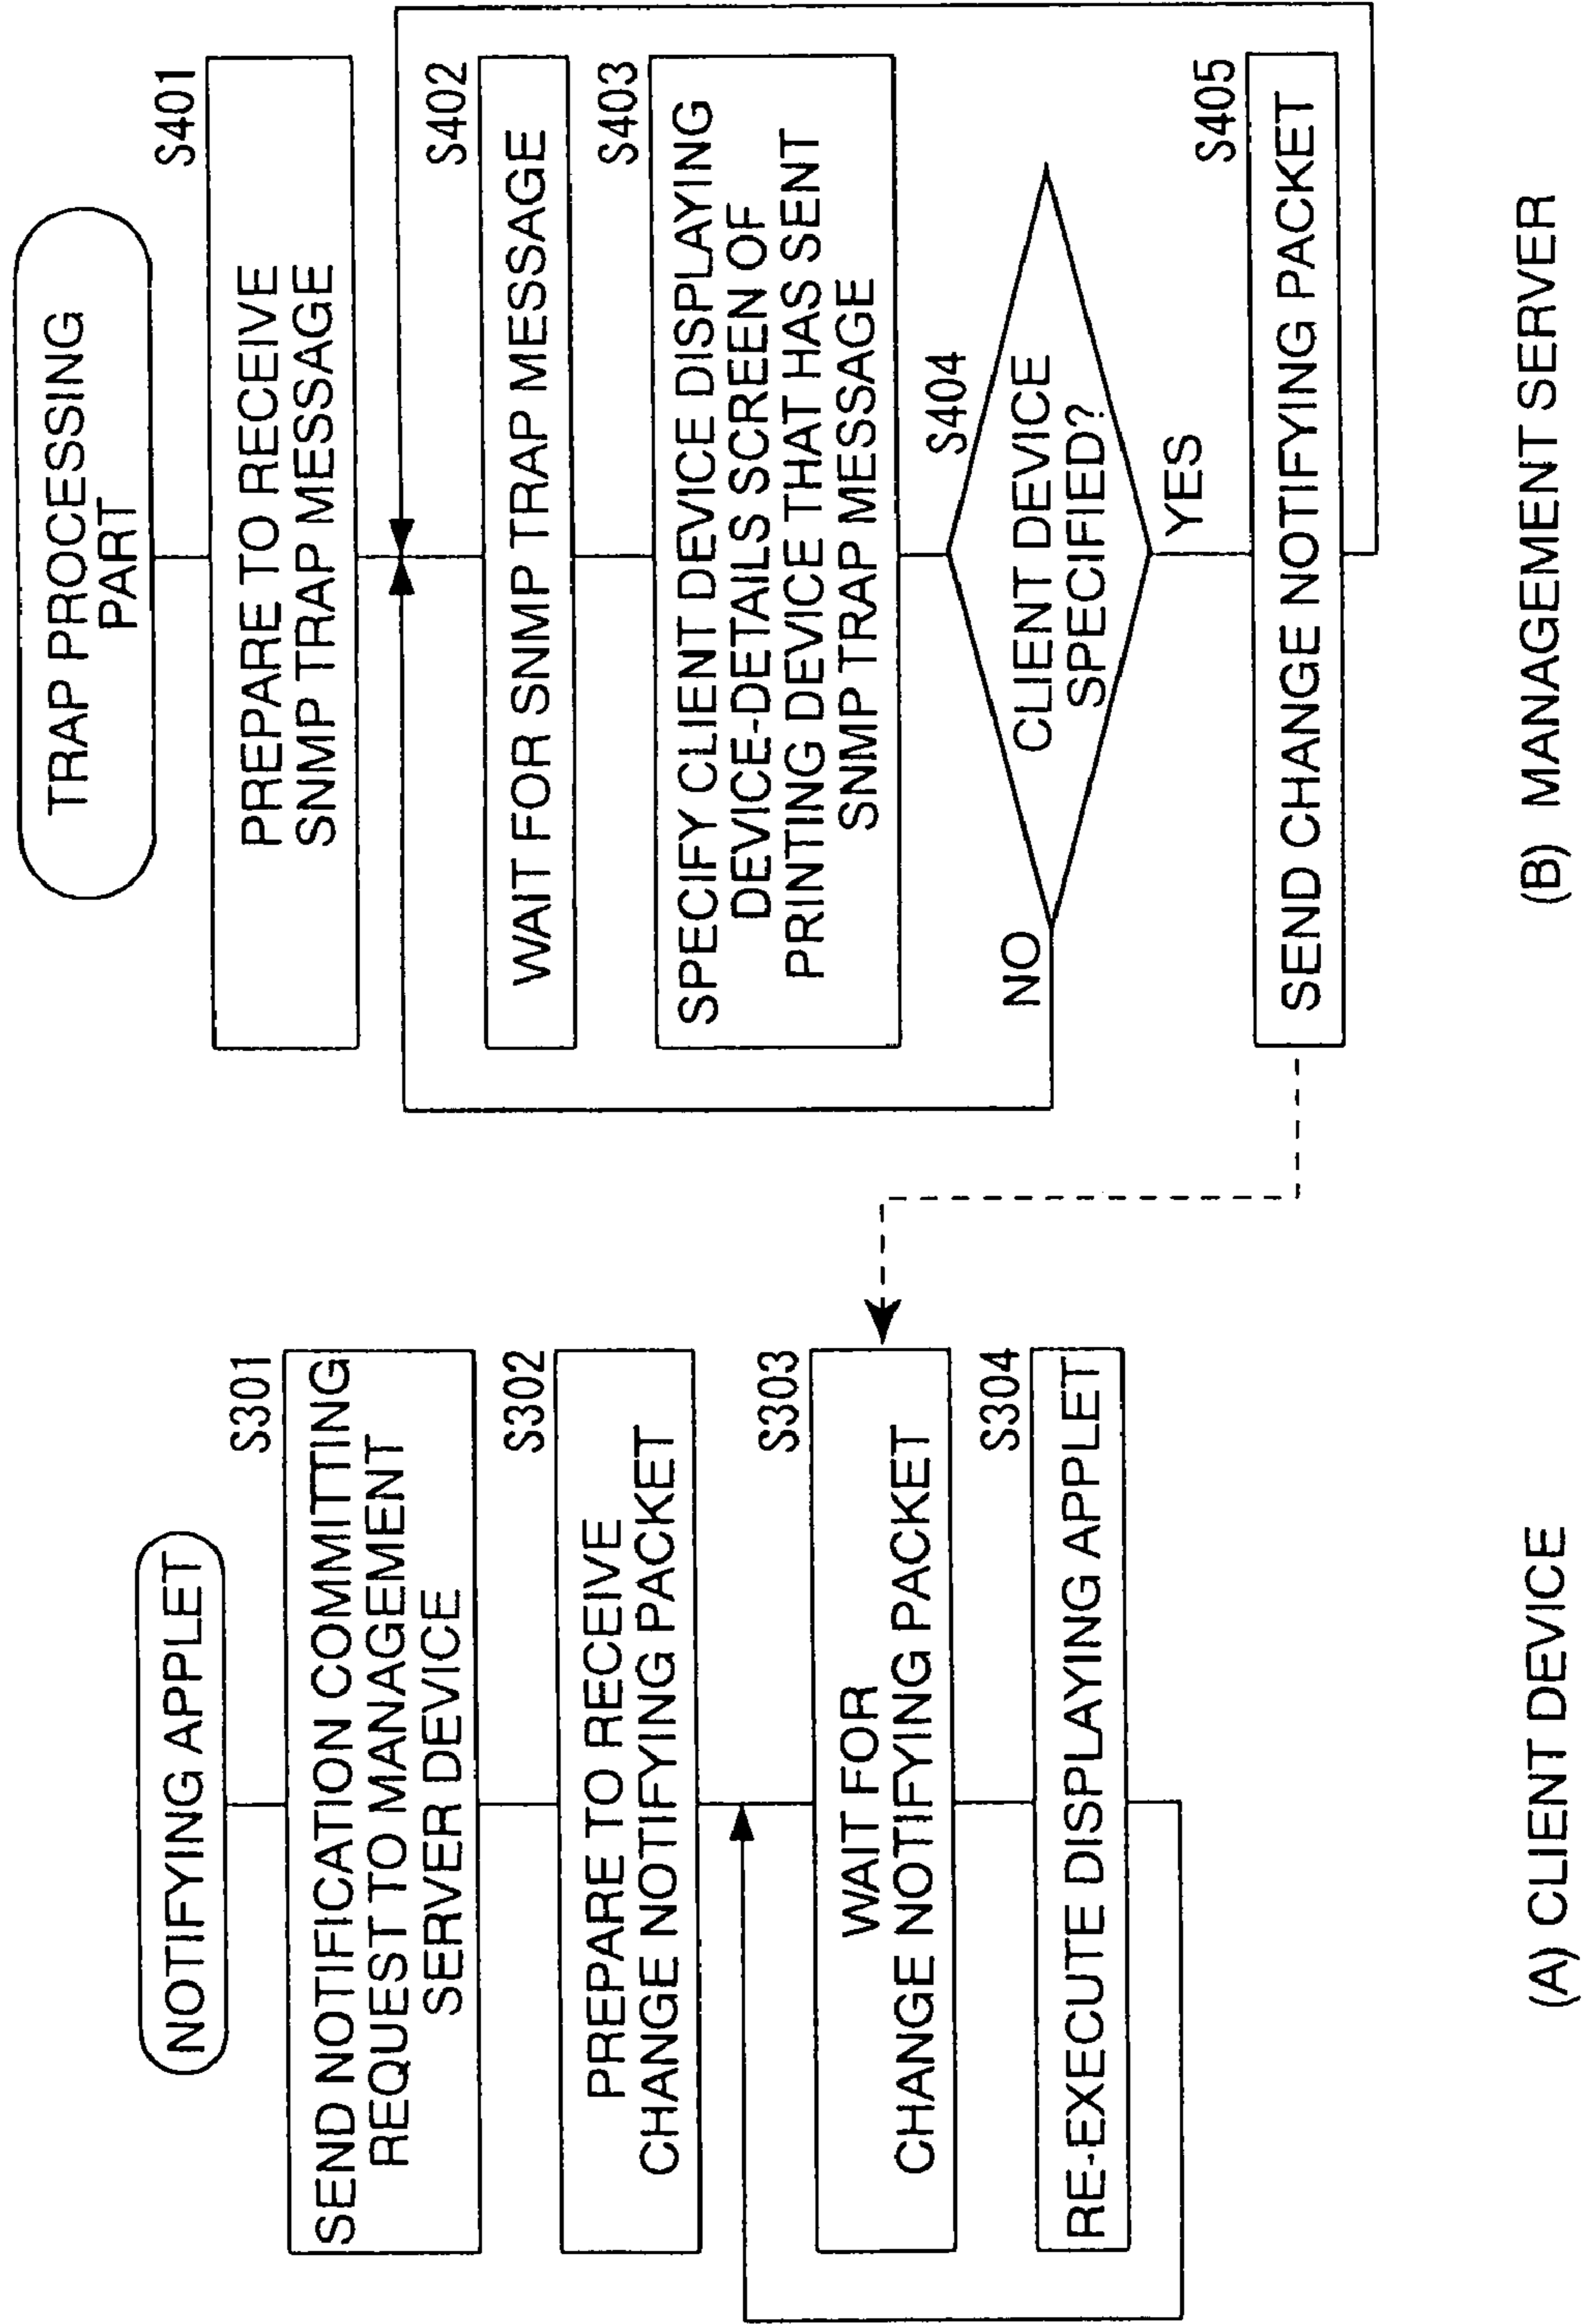 NOTIFYING APPLET
S301
SEND NOTIFICATION COMMITTING
REQUEST TO MANAGEMENT
SERVER DEVICE
S302
PREPARE TO RECEIVE
CHANGE NOTIFYING PACKET
S303
WAIT FOR
CHANGE NOTIFYING PACKET
S304
RE-EXECUTE DISPLAYING APPLET
(A) CLIENT DEVICE
TRAP PROCESSING
PART
S401
PREPARE TO RECEIVE
SNMP TRAP MESSAGE
S402
WAIT FOR SNMP TRAP MESSAGE
S403
SPECIFY CLIENT DEVICE DISPLAYING
DEVICE-DETAILS SCREEN OF
PRINTING DEVICE THAT HAS SENT
SNMP TRAP MESSAGE
S404
CLIENT DEVICE
SPECIFIED?
NO
YES
S405
SEND CHANGE NOTIFYING PACKET
(B) MANAGEMENT SERVER